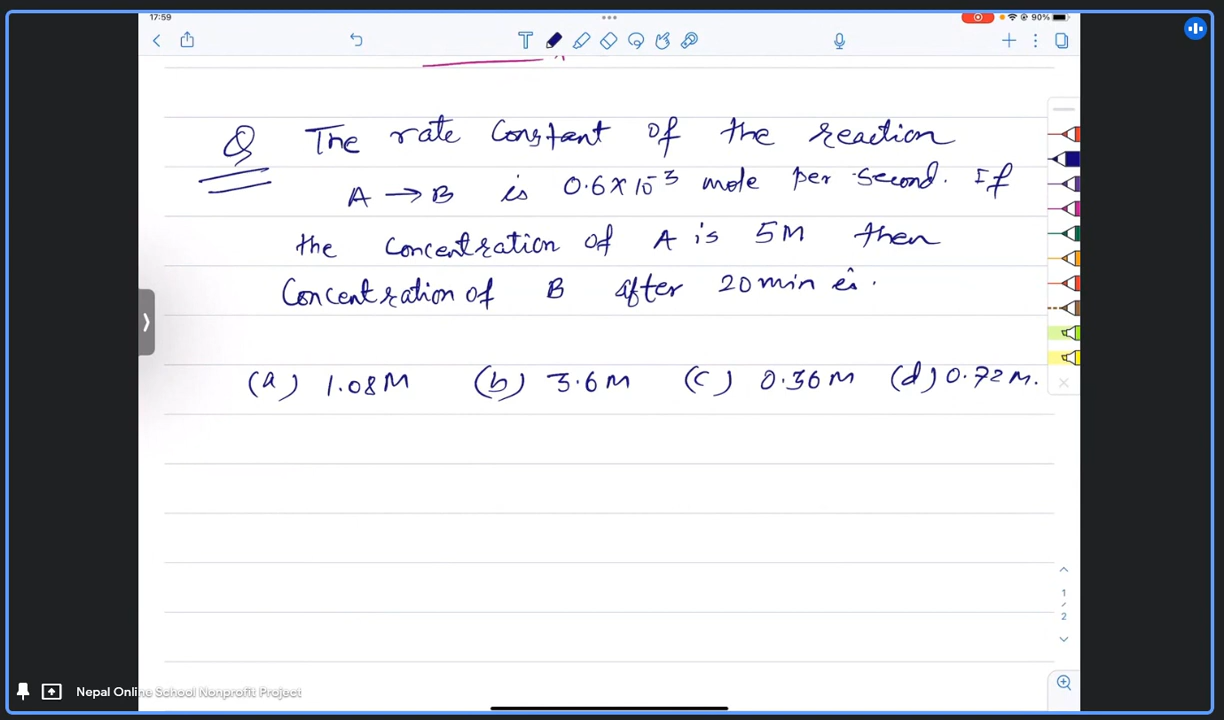 17:59
90%
Q The rate constant of the reaction
A → B is 0.6×10⁻³ mole per second. If
the concentration of A is 5M then
Concentration of B after 20min is.
(a) 1.08M (b) 3.6M (c) 0.36M (d) 0.72M.
1
/
2
Nepal Online School Nonprofit Project